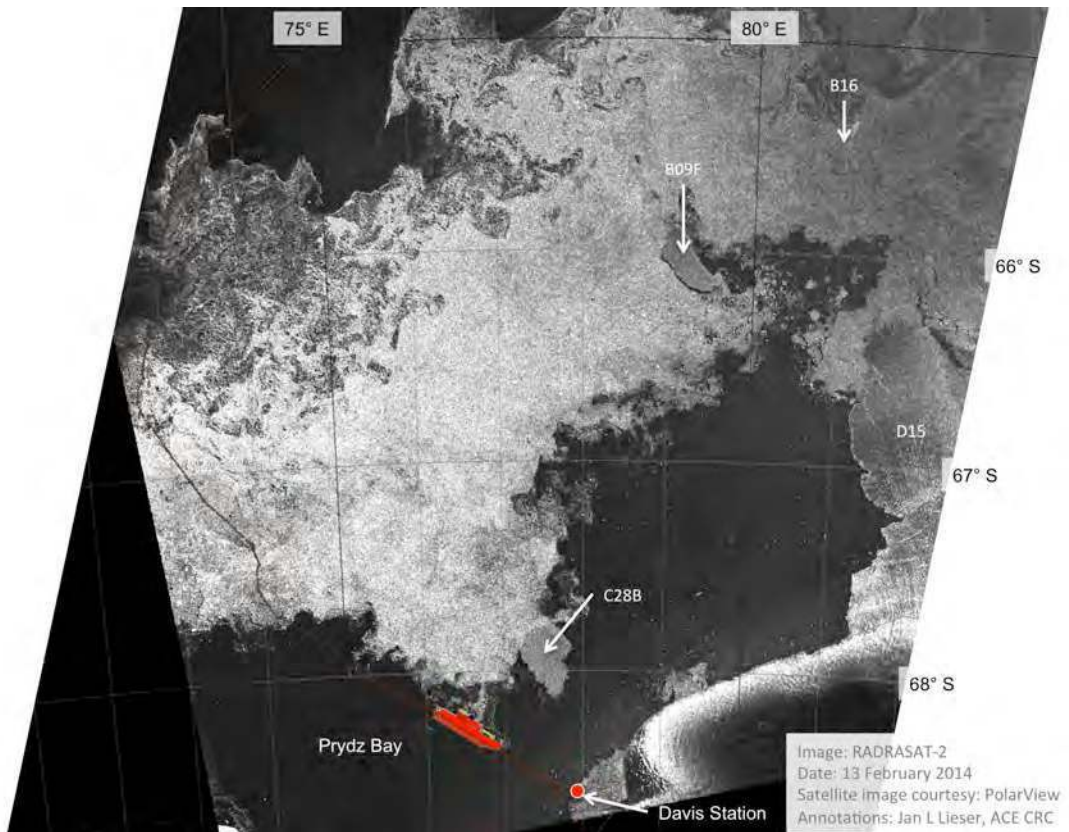 75° E
80° E
B16
B09F
66° S
D15
67° S
C28B
68° S
Prydz Bay
Davis Station
Image: RADRASAT-2
Date: 13 February 2014
Satellite image courtesy: PolarView
Annotations: Jan L Lieser, ACE CRC